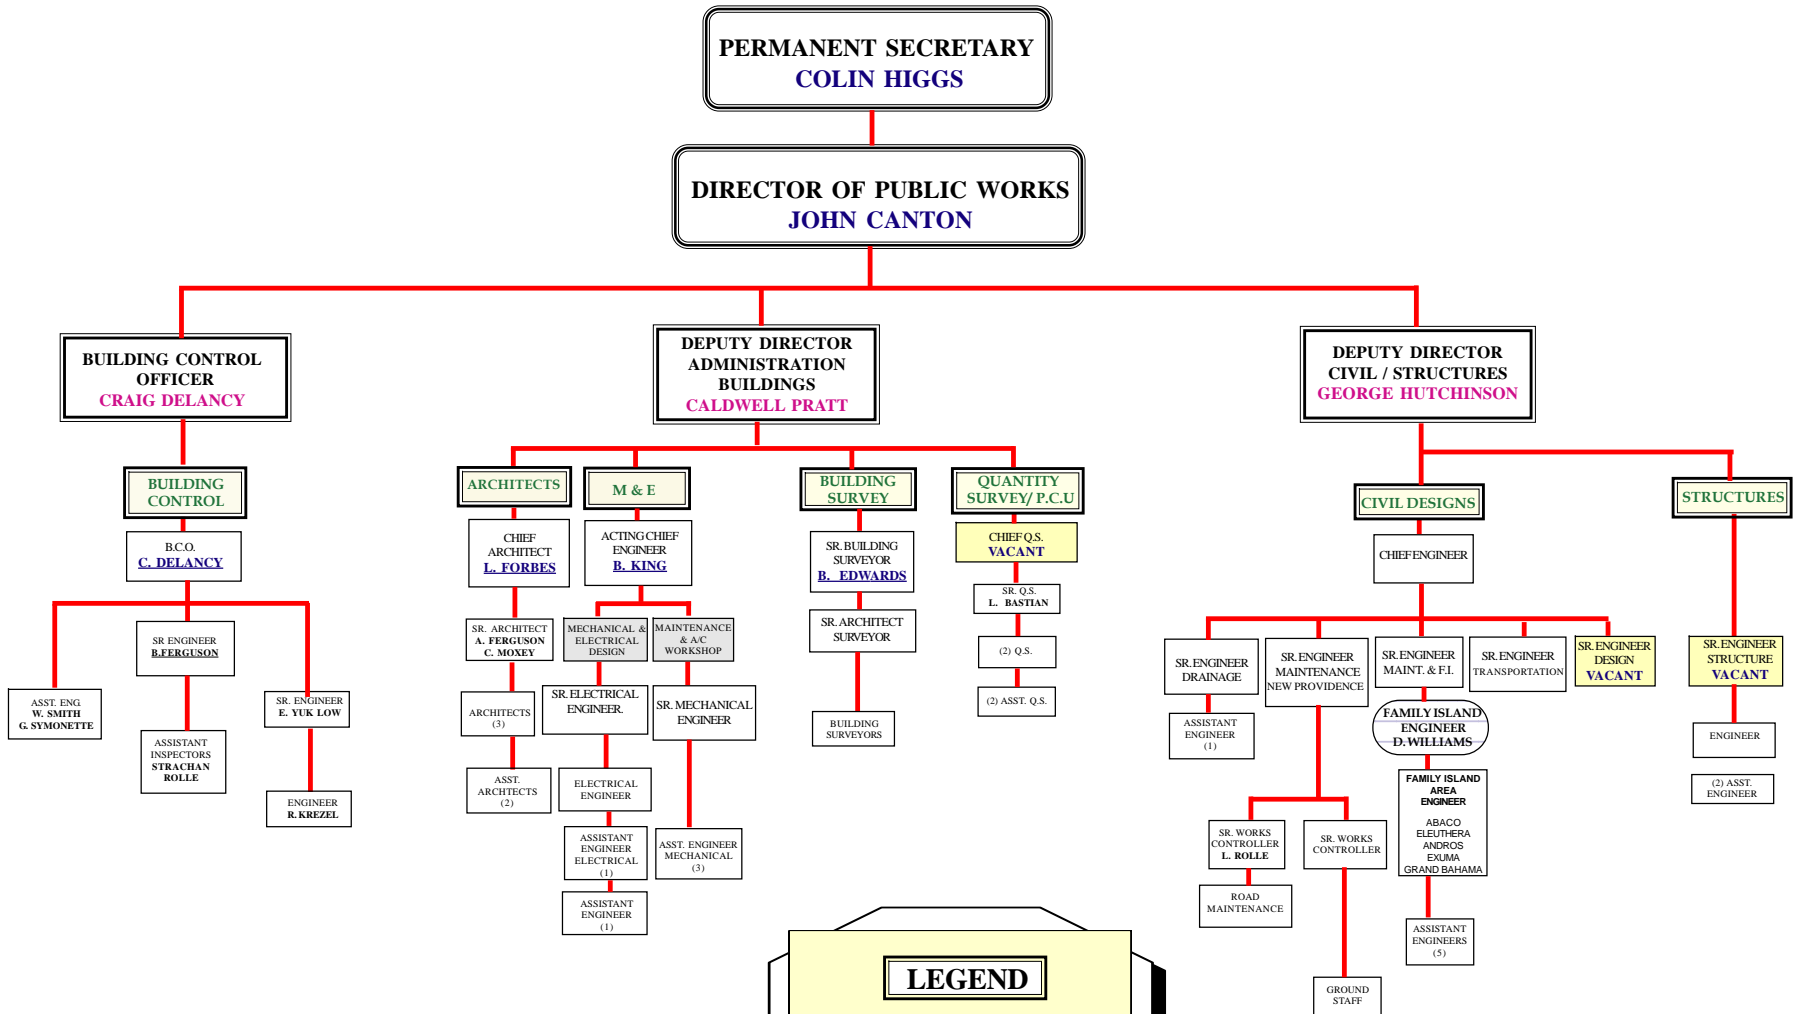 PERMANENT SECRETARY
COLIN HIGGS
DIRECTOR OF PUBLIC WORKS
JOHN CANTON
BUILDING CONTROL
OFFICER
CRAIG DELANCY
DEPUTY DIRECTOR
ADMINISTRATION
BUILDINGS
CALDWELL PRATT
DEPUTY DIRECTOR
CIVIL / STRUCTURES
GEORGE HUTCHINSON
BUILDING
CONTROL
B.C.O.
C. DELANCY
ASST. ENG.
W. SMITH
G. SYMONETTE
SR ENGINEER
B.FERGUSON
ASSISTANT
INSPECTORS
STRACHAN
ROLLE
SR. ENGINEER
E. YUK LOW
ENGINEER
R. KREZEL
ARCHITECTS
CHIEF
ARCHITECT
L. FORBES
SR. ARCHITECT
A. FERGUSON
C. MOXEY
ARCHITECTS
(3)
ASST.
ARCHTECTS
(2)
M & E
ACTING CHIEF
ENGINEER
B. KING
MECHANICAL &
ELECTRICAL
DESIGN
SR. ELECTRICAL
ENGINEER.
ELECTRICAL
ENGINEER
ASSISTANT
ENGINEER
ELECTRICAL
(1)
ASSISTANT
ENGINEER
(1)
MAINTENANCE
& A/C
WORKSHOP
SR. MECHANICAL
ENGINEER
ASST. ENGINEER
MECHANICAL
(3)
BUILDING
SURVEY
SR. BUILDING
SURVEYOR
B. EDWARDS
SR. ARCHITECT
SURVEYOR
BUILDING
SURVEYORS
QUANTITY
SURVEY/ P.C.U
CHIEF Q.S.
VACANT
SR. Q.S.
L. BASTIAN
(2) Q.S.
(2) ASST. Q.S.
CIVIL DESIGNS
CHIEF ENGINEER
SR. ENGINEER
DRAINAGE
ASSISTANT
ENGINEER
(1)
SR. ENGINEER
MAINTENANCE
NEW PROVIDENCE
SR. WORKS
CONTROLLER
L. ROLLE
ROAD
MAINTENANCE
SR. WORKS
CONTROLLER
GROUND
STAFF
SR. ENGINEER
MAINT. & F.I.
FAMILY ISLAND
ENGINEER
D. WILLIAMS
FAMILY ISLAND
AREA
ENGINEER
ABACO
ELEUTHERA
ANDROS
EXUMA
GRAND BAHAMA
ASSISTANT
ENGINEERS
(5)
SR. ENGINEER
TRANSPORTATION
SR. ENGINEER
DESIGN
VACANT
STRUCTURES
SR. ENGINEER
STRUCTURE
VACANT
ENGINEER
(2) ASST.
ENGINEER
LEGEND